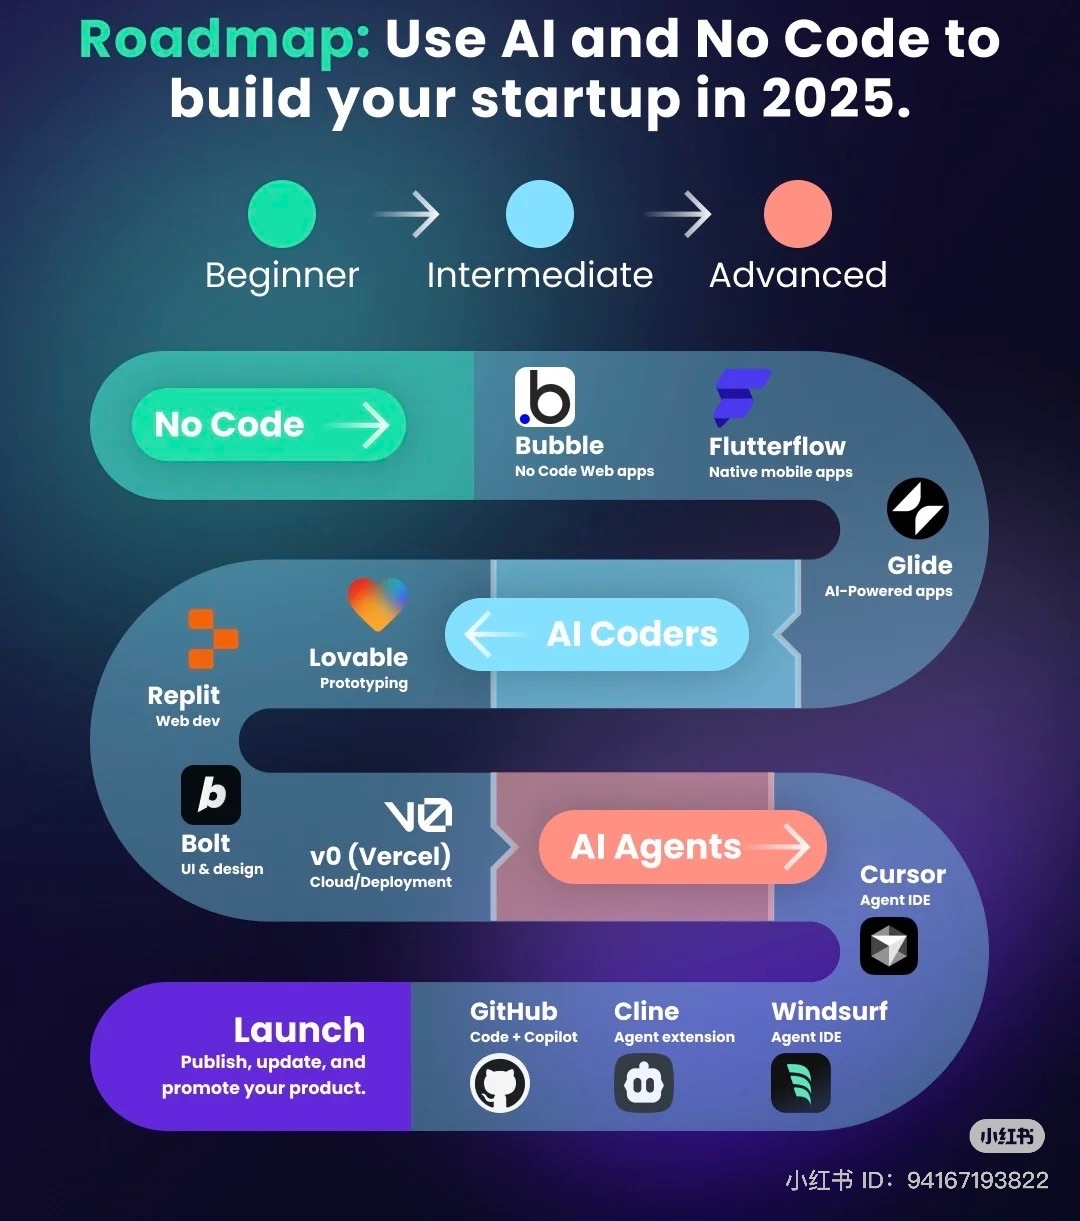 Roadmap: Use AI and No Code to
build your startup in 2025.
Beginner
Intermediate
Advanced
No Code
b
Bubble
No Code Web apps
Flutterflow
Native mobile apps
Glide
AI-Powered apps
AI Coders
Lovable
Prototyping
Replit
Web dev
b
Bolt
UI & design
v0
v0 (Vercel)
Cloud/Deployment
AI Agents
Cursor
Agent IDE
Windsurf
Agent IDE
Cline
Agent extension
GitHub
Code + Copilot
Launch
Publish, update, and
promote your product.
小红书
小红书 ID: 94167193822